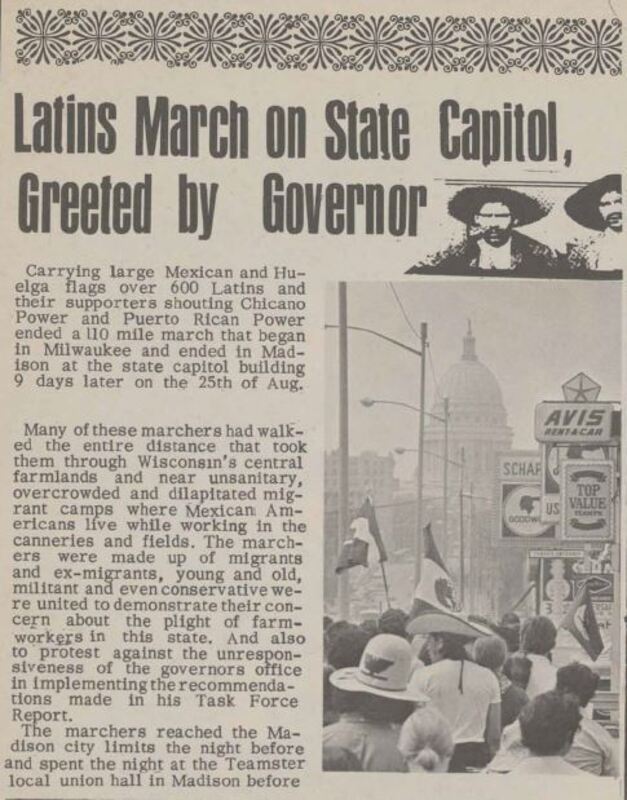 Latins March on State Capitol,
Greeted by Governor
Carrying large Mexican and Hu-
elga flags over 600 Latins and
their supporters shouting Chicano
Power and Puerto Rican Power
ended a 110 mile march that began
in Milwaukee and ended in Mad-
ison at the state capitol building
9 days later on the 25th of Aug.
Many of these marchers had walk-
ed the entire distance that took
them through Wisconsin's central
farmlands and near unsanitary,
overcrowded and dilapitated mig-
rant camps where Mexican Am-
ericans live while working in the
canneries and fields. The march-
ers were made up of migrants
and ex-migrants, young and old,
militant and even conservative we-
re united to demonstrate their con-
cern about the plight of farm-
workers in this state. And also
to protest against the unrespon-
siveness of the governors office
in implementing the recommenda-
tions made in his Task Force
Report.
The marchers reached the Ma-
dison city limits the night before
and spent the night at the Teamster
local union hall in Madison before
AVIS
RENT A CAR
SCHAP
GOODW
US
TOP
VALUE
STAMPS